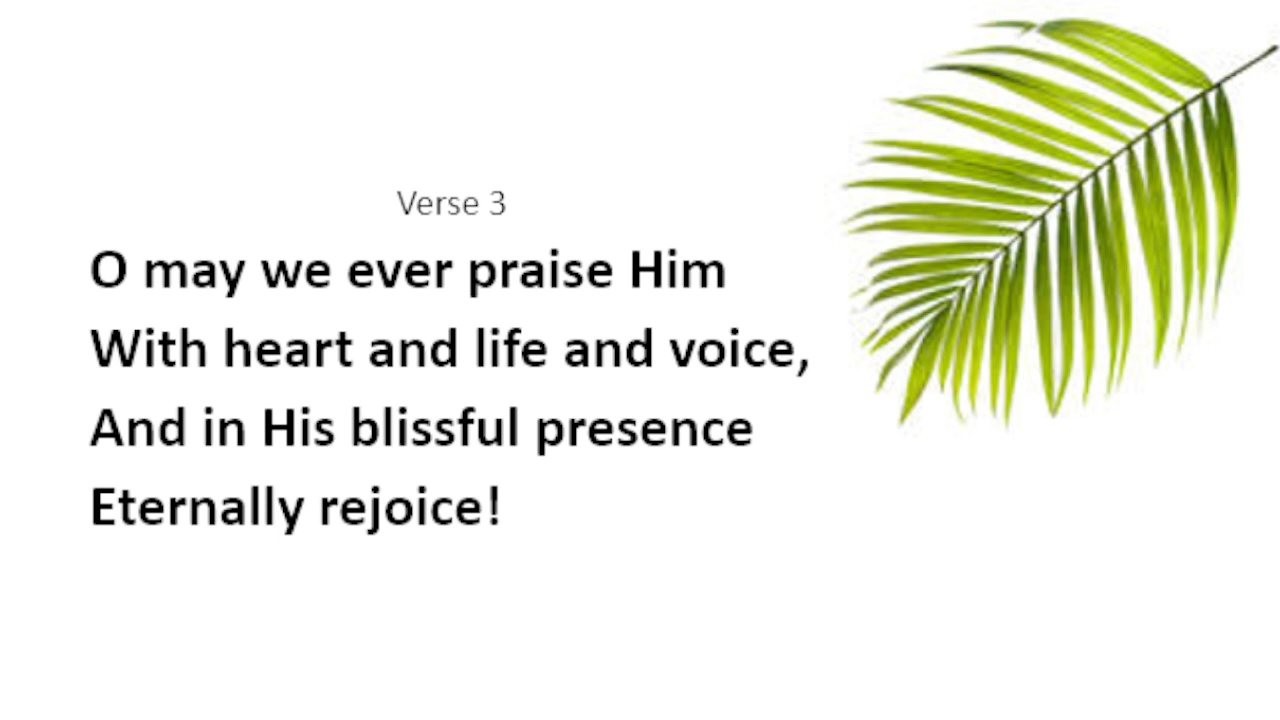 Verse 3
O may we ever praise Him
With heart and life and voice,
And in His blissful presence
Eternally rejoice!